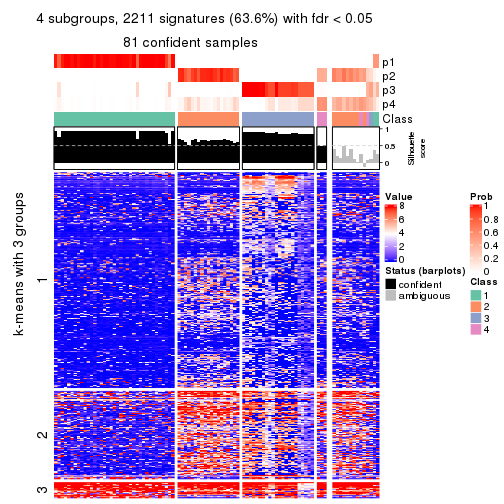 4 subgroups, 2211 signatures (63.6%) with fdr < 0.05
81 confident samples
p1
p2
p3
p4
Class
1
0.5
0
Silhouette
score
k-means with 3 groups
1
2
3
Value
8
6
4
2
0
Status (barplots)
confident
ambiguous
Prob
1
0.8
0.6
0.4
0.2
0
Class
1
2
3
4